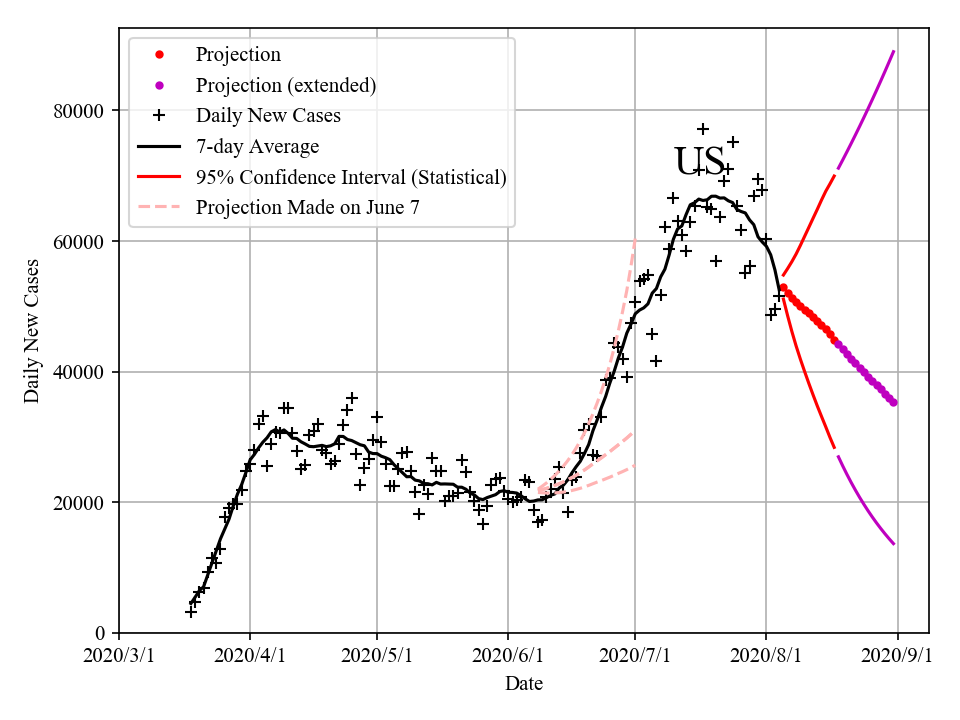 Projection
Projection (extended)
Daily New Cases
7-day Average
95% Confidence Interval (Statistical)
Projection Made on June 7
US
80000
60000
40000
20000
0
Daily New Cases
2020/3/1 2020/4/1 2020/5/1 2020/6/1 2020/7/1 2020/8/1 2020/9/1
Date